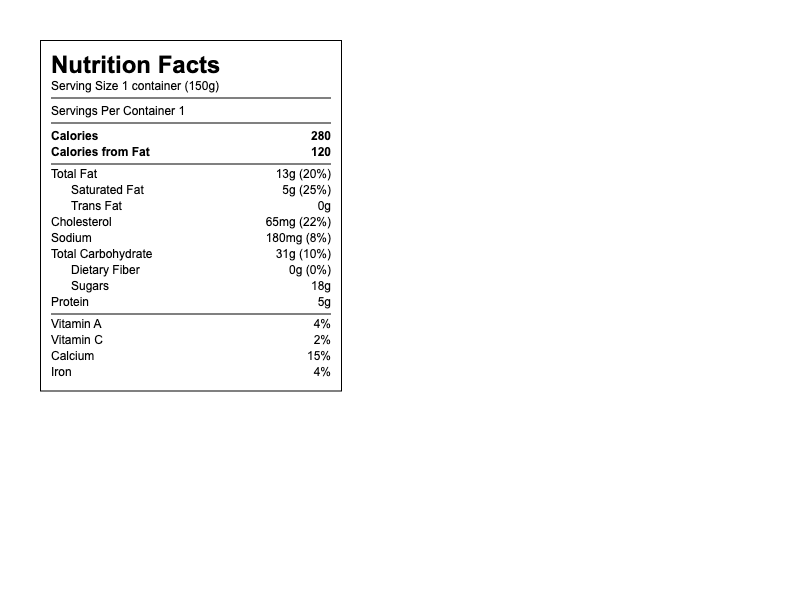 Nutrition Facts
Serving Size 1 container (150g)
Servings Per Container 1
Calories 280
Calories from Fat 120
Total Fat 13g (20%)
Saturated Fat 5g (25%)
Trans Fat 0g
Cholesterol 65mg (22%)
Sodium 180mg (8%)
Total Carbohydrate 31g (10%)
Dietary Fiber 0g (0%)
Sugars 18g
Protein 5g
Vitamin A 4%
Vitamin C 2%
Calcium 15%
Iron 4%